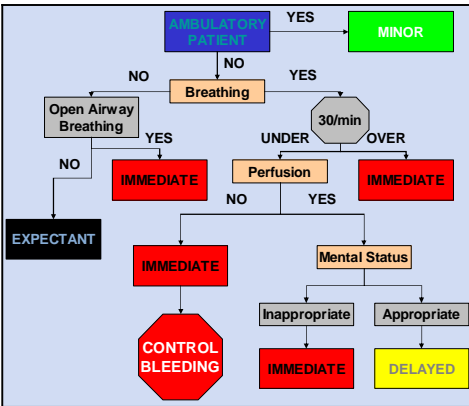 AMBULATORY
PATIENT
YES
MINOR
NO
NO
Breathing
YES
Open Airway
Breathing
30/min
YES
UNDER
OVER
NO
IMMEDIATE
Perfusion
IMMEDIATE
NO
YES
EXPECTANT
IMMEDIATE
Mental Status
Inappropriate
Appropriate
CONTROL
BLEEDING
IMMEDIATE
DELAYED